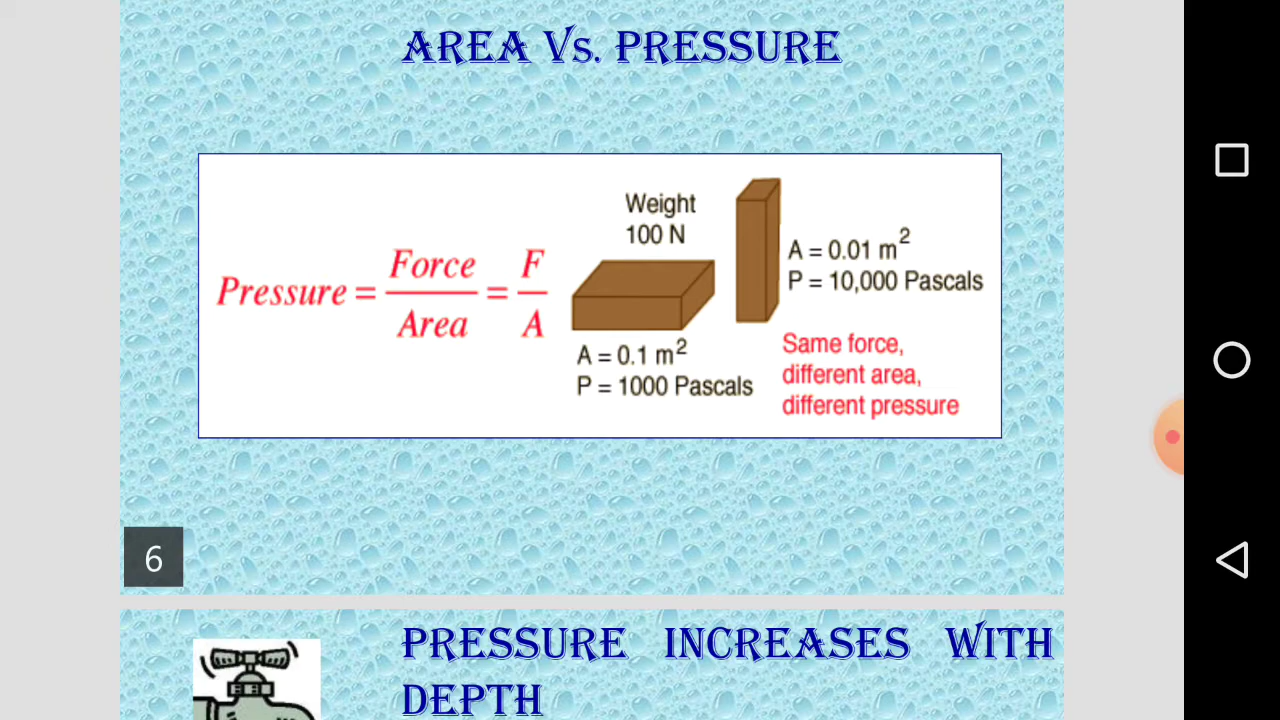 AREA Vs. PRESSURE
Pressure = Force / Area = F / A
Weight
100 N
A = 0.1 m²
P = 1000 Pascals
A = 0.01 m²
P = 10,000 Pascals
Same force,
different area,
different pressure
6
PRESSURE INCREASES WITH
DEPTH